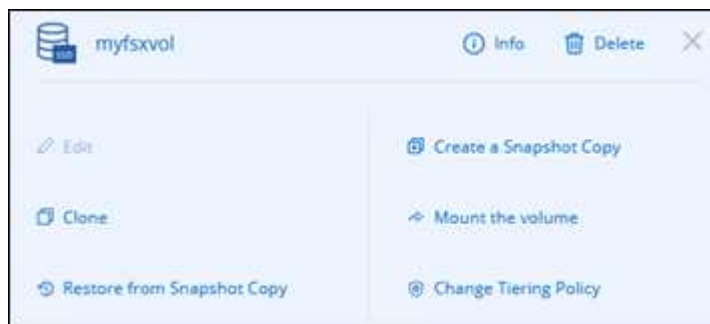 myfsxvol
Info
Delete
Edit
Create a Snapshot Copy
Clone
Mount the volume
Restore from Snapshot Copy
Change Tiering Policy